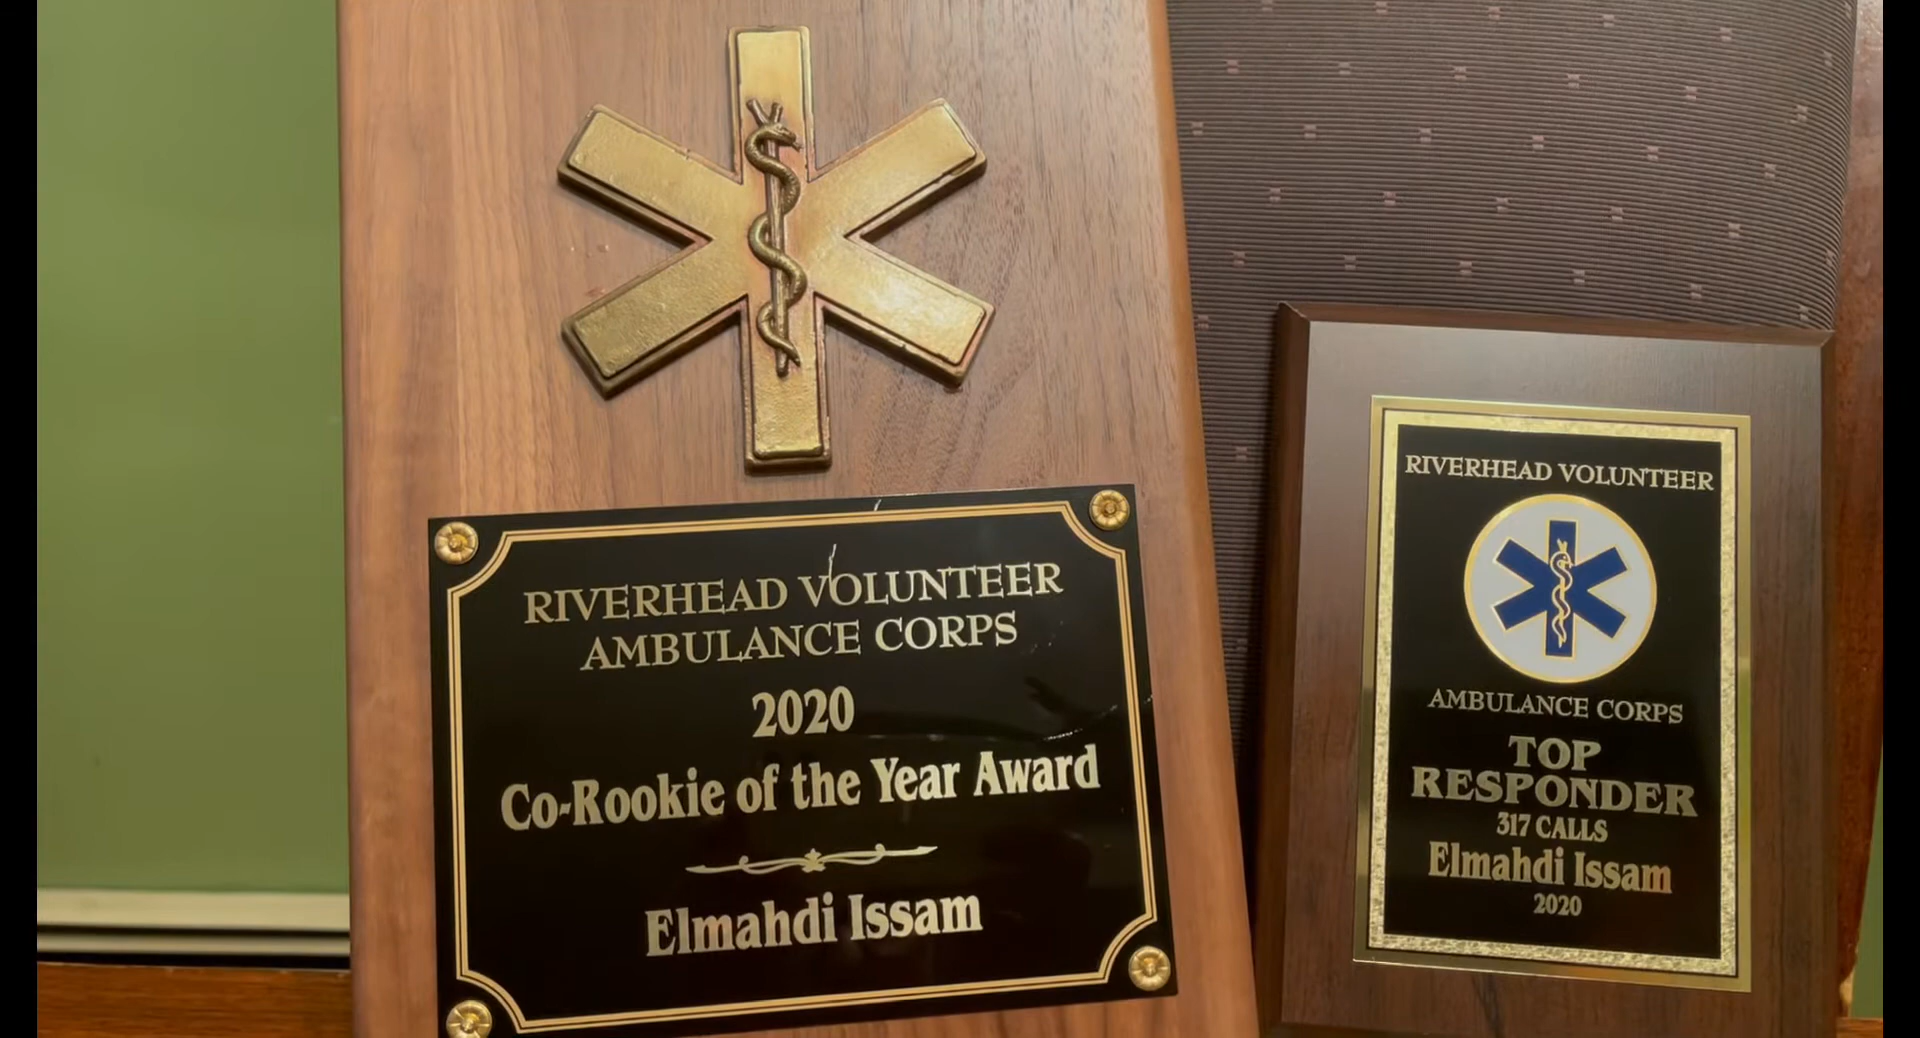 RIVERHEAD VOLUNTEER
AMBULANCE CORPS
2020
Co-Rookie of the Year Award
Elmahdi Issam
RIVERHEAD VOLUNTEER
AMBULANCE CORPS
TOP
RESPONDER
317 CALLS
Elmahdi Issam
2020